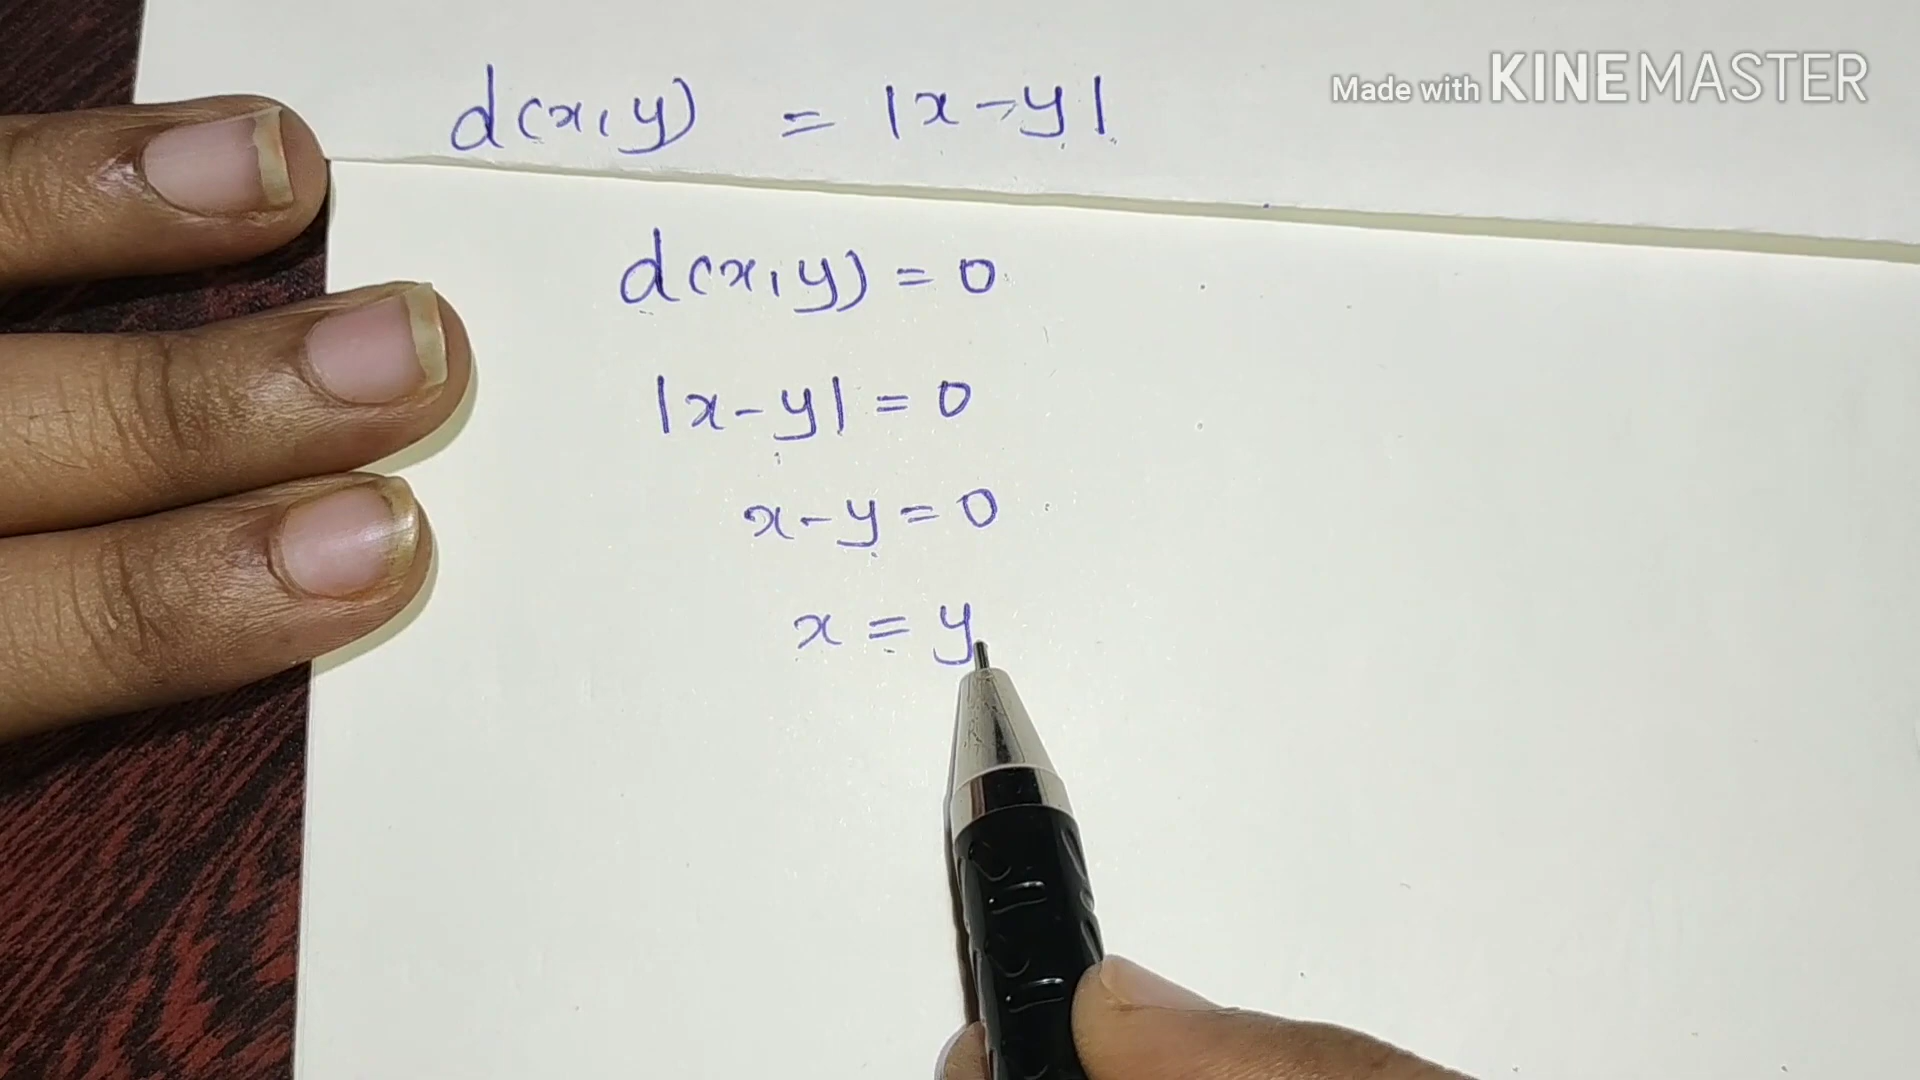 Made with KINEMASTER
d(x,y) = |x-y|
d(x,y) = 0
|x-y| = 0
x-y = 0
x = y